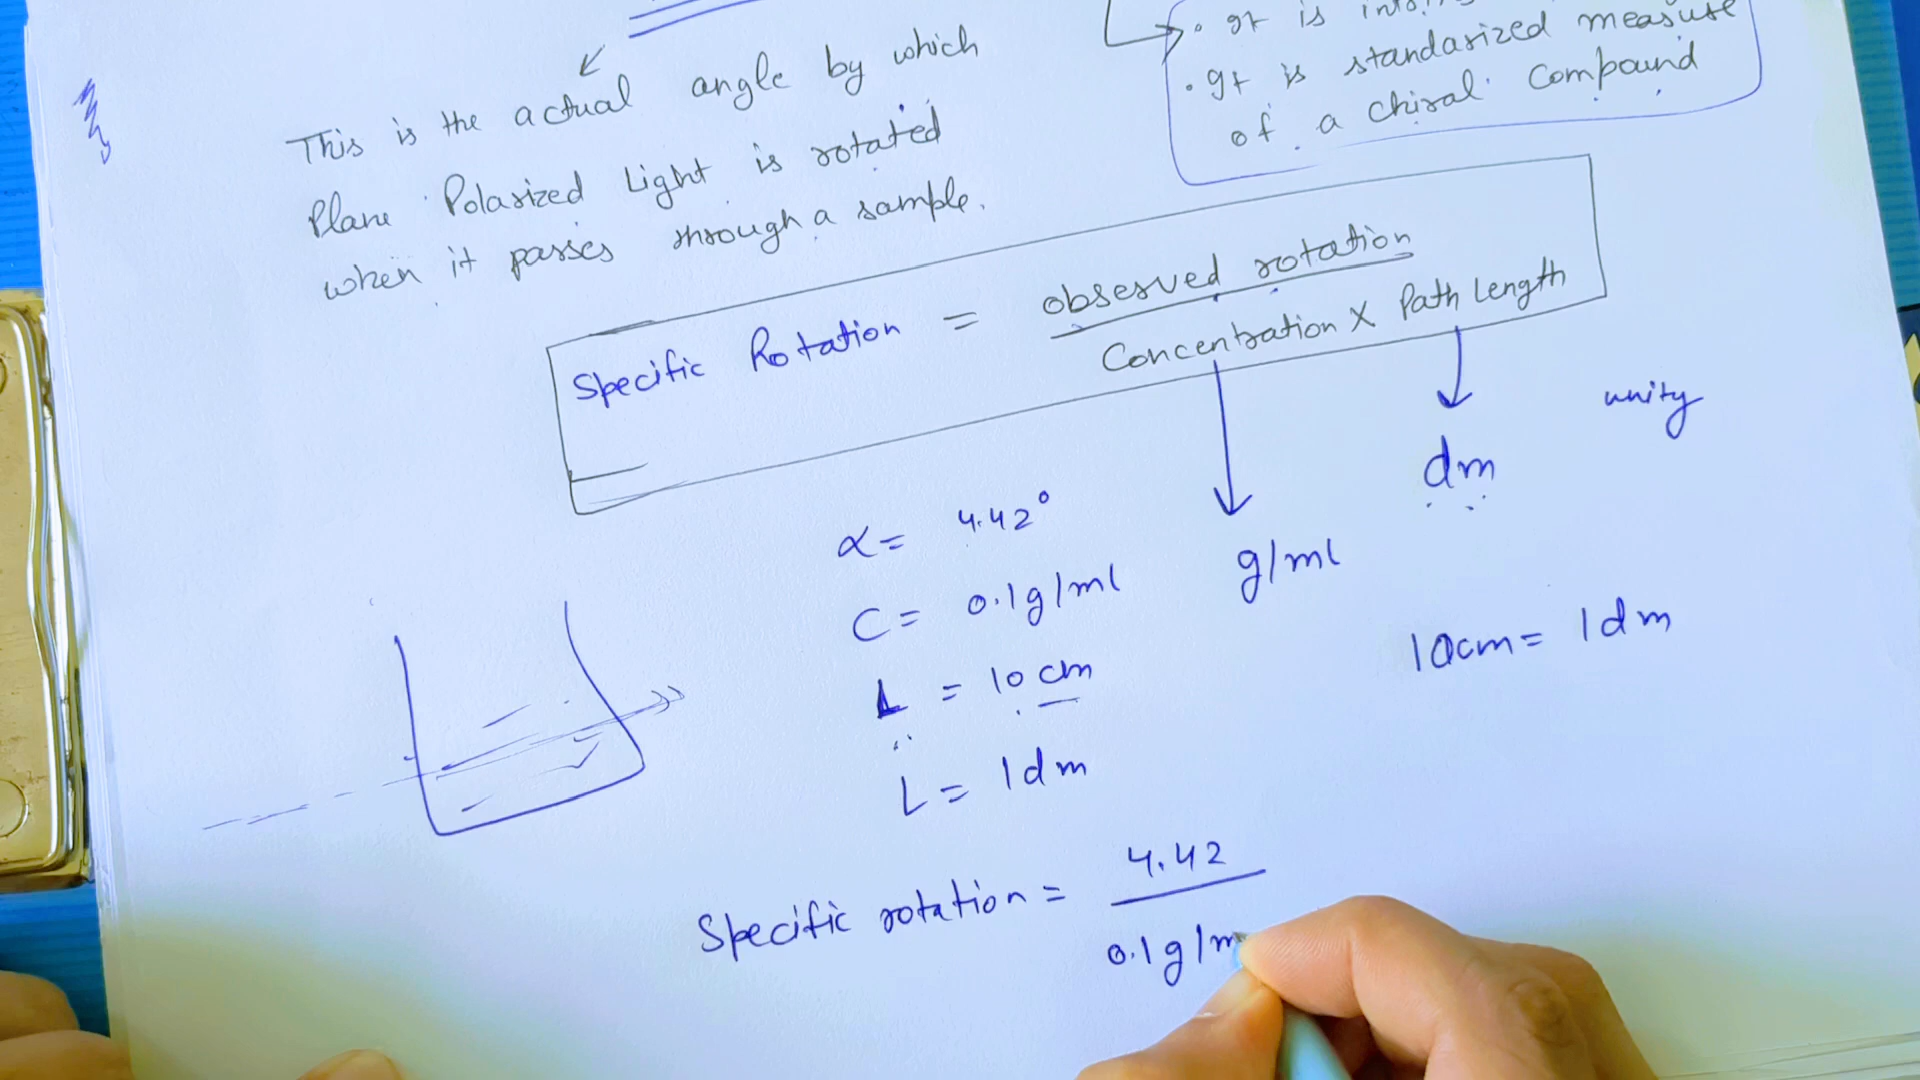 This is the actual angle by which
Plane Polarized Light is rotated
when it passes through a sample.
. It is
. It is standarized measure
of a chiral compound
Specific Rotation = observed rotation
Concentration X Path Length
dm
unity
g/ml
α = 4.42°
C = 0.1g/ml
L = 10 cm
10cm = 1dm
L = 1dm
Specific rotation = 4.42
0.1g/m